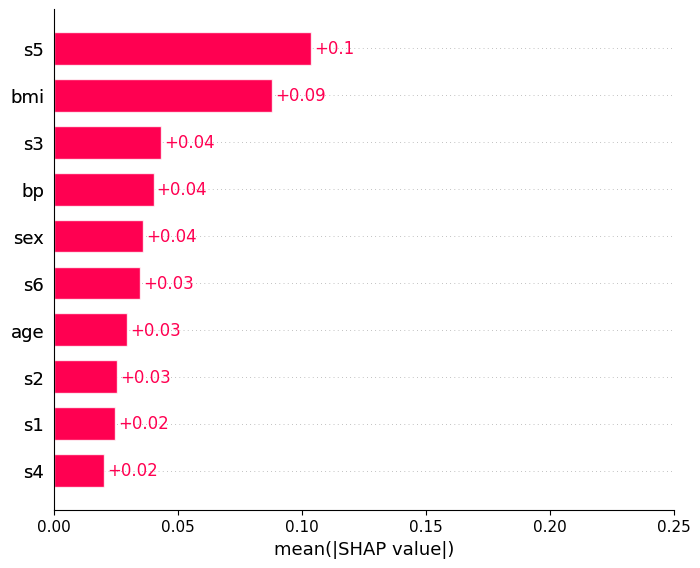 s5 +0.1
bmi +0.09
s3 +0.04
bp +0.04
sex +0.04
s6 +0.03
age +0.03
s2 +0.03
s1 +0.02
s4 +0.02
0.00 0.05 0.10 0.15 0.20 0.25
mean(|SHAP value|)